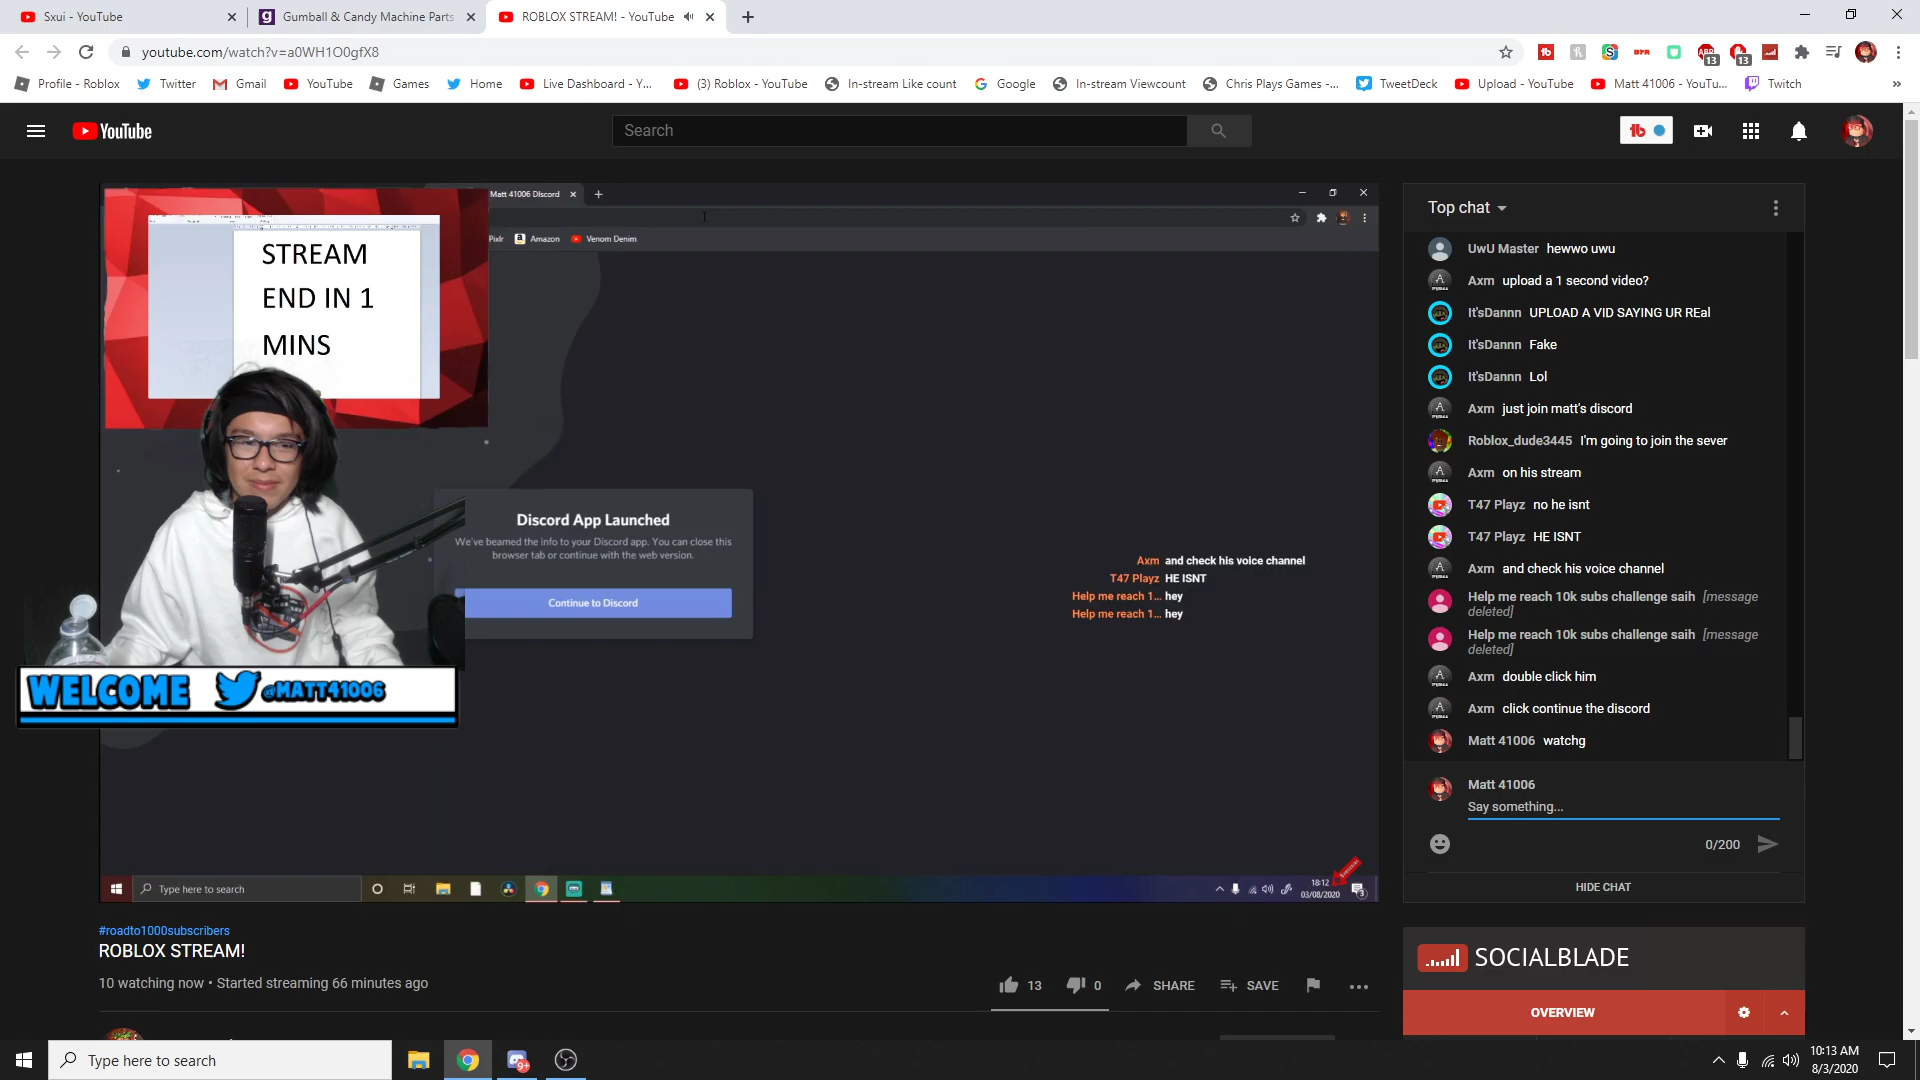 Sxui - YouTube
Gumball & Candy Machine Parts
ROBLOX STREAM! - YouTube
youtube.com/watch?v=a0WH1O0gfX8
13
13
Profile - Roblox
Twitter
Gmail
YouTube
Games
Home
Live Dashboard - Y...
(3) Roblox - YouTube
In-stream Like count
Google
In-stream Viewcount
Chris Plays Games -...
TweetDeck
Upload - YouTube
Matt 41006 - YouTu...
Twitch
YouTube
Search
Matt 41006 Discord
Pixlr
Amazon
Venom Denim
STREAM
END IN 1
MINS
Discord App Launched
We've beamed the info to your Discord app. You can close this
browser tab or continue with the web version.
Continue to Discord
Axm and check his voice channel
T47 Playz HE ISNT
Help me reach 1... hey
Help me reach 1... hey
WELCOME @MATT41006
Type here to search
18:12
03/08/2020
3
Top chat
UwU Master hewwo uwu
Axm upload a 1 second video?
It'sDannn UPLOAD A VID SAYING UR REal
It'sDannn Fake
It'sDannn Lol
Axm just join matt's discord
Roblox_dude3445 I'm going to join the sever
Axm on his stream
T47 Playz no he isnt
T47 Playz HE ISNT
Axm and check his voice channel
Help me reach 10k subs challenge saih [message
deleted]
Help me reach 10k subs challenge saih [message
deleted]
Axm double click him
Axm click continue the discord
Matt 41006 watchg
Matt 41006
Say something...
0/200
HIDE CHAT
#roadto1000subscribers
ROBLOX STREAM!
10 watching now • Started streaming 66 minutes ago
13
0
SHARE
SAVE
SOCIALBLADE
OVERVIEW
Type here to search
9+
10:13 AM
8/3/2020